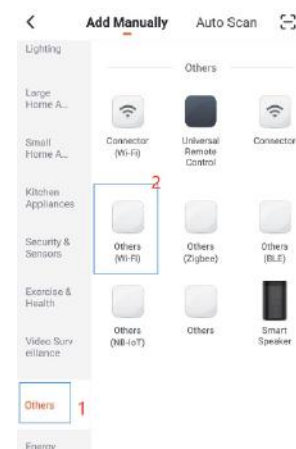 Add Manually
Auto Scan
Lighting
Large
Home A...
Small
Home A...
Kitchen
Appliances
Security &
Sensors
Exercise &
Health
Video Surv
eillance
Others
1
Energy
Others
Connector
(Wi-Fi)
Universal
Remote
Control
Connector
2
Others
(Wi-Fi)
Others
(Zigbee)
Others
(BLE)
Others
(NB-IoT)
Others
Smart
Speaker